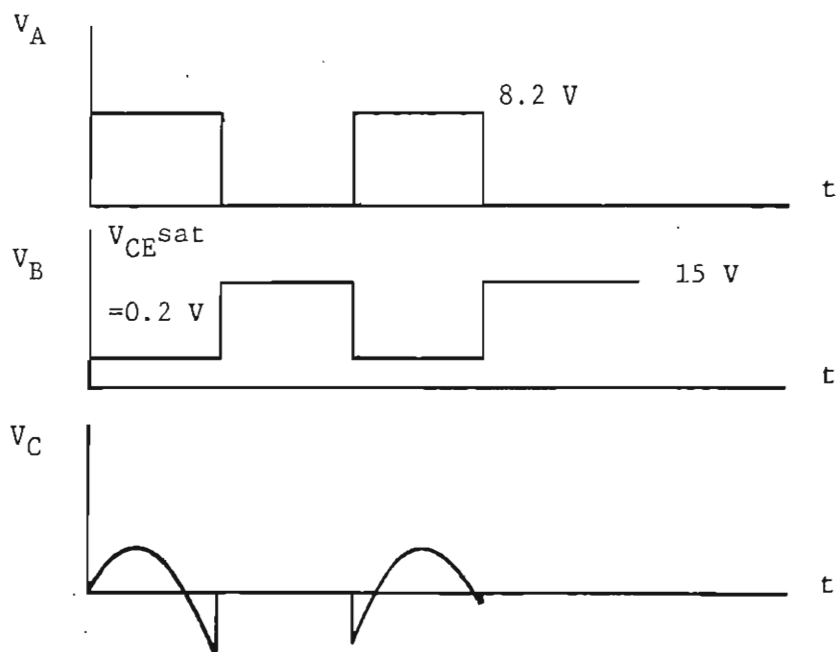 V_A
8.2 V
t
V_CE sat
V_B
15 V
=0.2 V
t
V_C
t